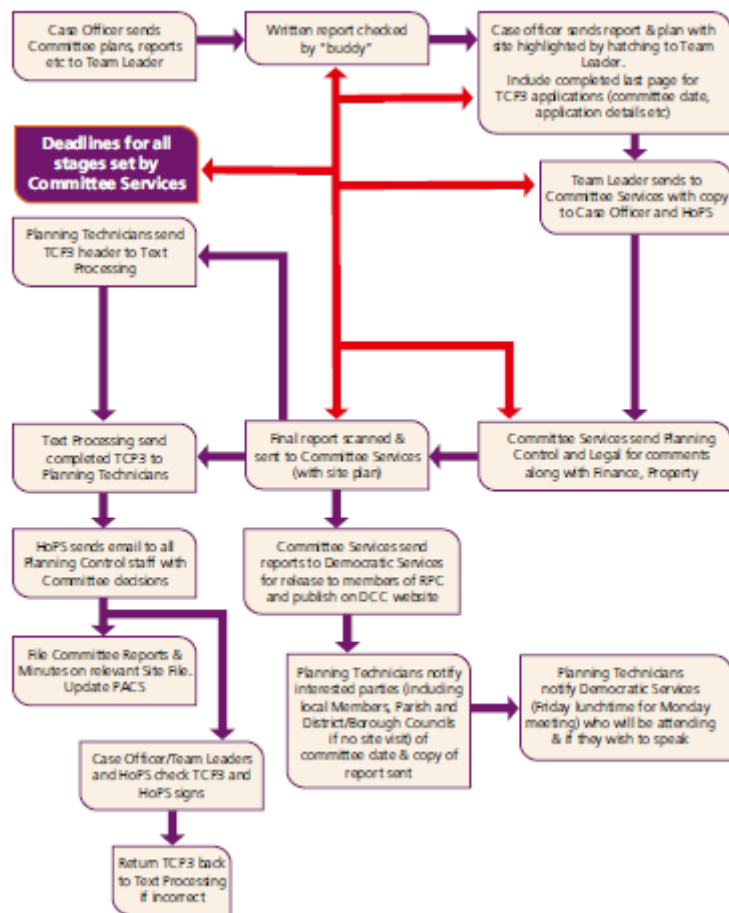 Case Officer sends
Committee plans, reports
etc to Team Leader
Written report checked
by "buddy"
Case officer sends report & plan with
site highlighted by hatching to Team
Leader.
Include completed last page for
TCP3 applications (committee date,
application details etc)
Deadlines for all
stages set by
Committee Services
Team Leader sends to
Committee Services with copy
to Case Officer and HoPS
Planning Technicians send
TCP3 header to Text
Processing
Text Processing send
completed TCP3 to
Planning Technicians
Final report scanned &
sent to Committee Services
(with site plan)
Committee Services send Planning
Control and Legal for comments
along with Finance, Property
HoPS sends email to all
Planning Control staff with
Committee decisions
Committee Services send
reports to Democratic Services
for release to members of RPC
and publish on DCC website
File Committee Reports &
Minutes on relevant Site File.
Update PACS
Planning Technicians notify
interested parties (including
local Members, Parish and
District/Borough Councils
if no site visit) of
committee date & copy of
report sent
Planning Technicians
notify Democratic Services
(Friday lunchtime for Monday
meeting) who will be attending
& if they wish to speak
Case Officer/Team Leaders
and HoPS check TCP3 and
HoPS signs
Return TCP3 back
to Text Processing
if incorrect